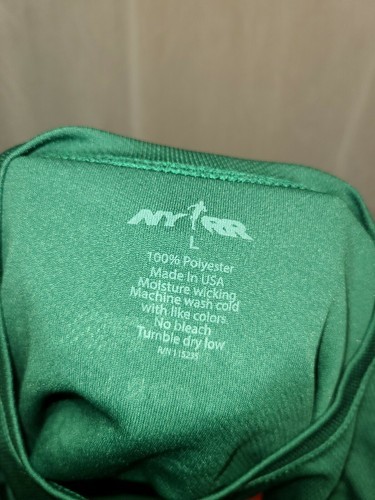 NYRR
L
100% Polyester
Made in USA
Moisture wicking
Machine wash cold
with like colors
No bleach
Tumble dry low